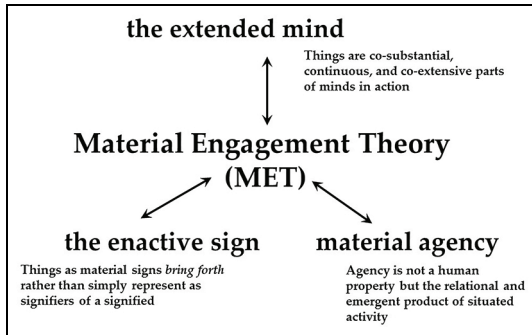 the extended mind
Things are co-substantial,
continuous, and co-extensive parts
of minds in action
Material Engagement Theory
(MET)
the enactive sign
Things as material signs bring forth
rather than simply represent as
signifiers of a signified
material agency
Agency is not a human
property but the relational and
emergent product of situated
activity